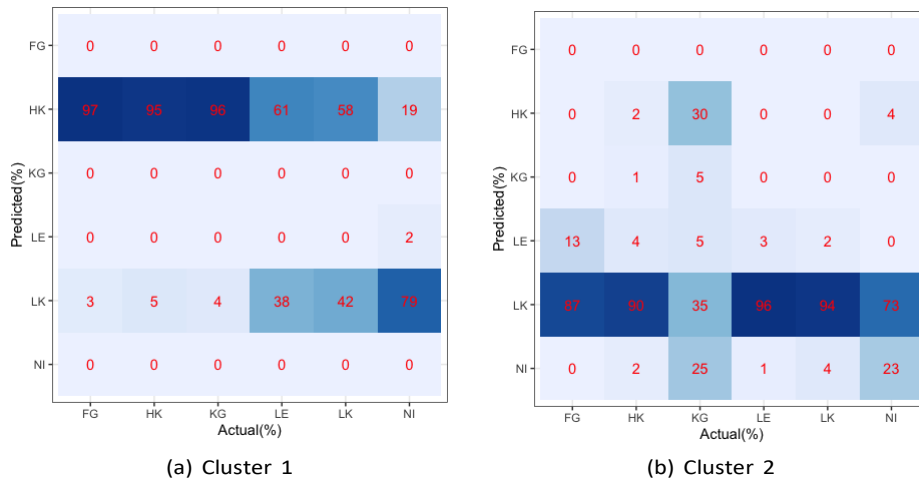 FG 0 0 0 0 0 0
HK 97 95 96 61 58 19
KG 0 0 0 0 0 0
LE 0 0 0 0 0 2
LK 3 5 4 38 42 79
NI 0 0 0 0 0 0
FG HK KG LE LK NI
Predicted(%)
Actual(%)
(a) Cluster 1
FG 0 0 0 0 0 0
HK 0 2 30 0 0 4
KG 0 1 5 0 0 0
LE 13 4 5 3 2 0
LK 87 90 35 96 94 73
NI 0 2 25 1 4 23
FG HK KG LE LK NI
Predicted(%)
Actual(%)
(b) Cluster 2